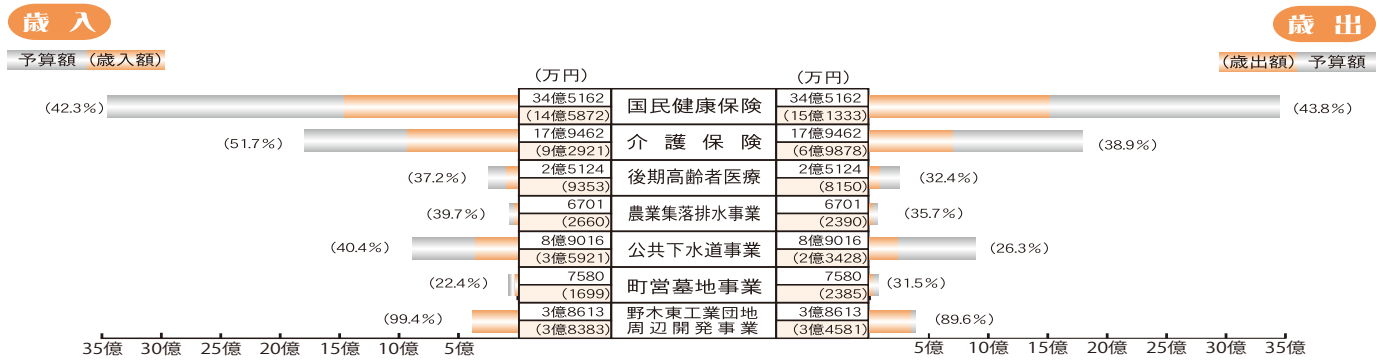 歳入
歳出
予算額(歳入額)
(歳出額)予算額
(万円)
(万円)
(42.3%)
34億5162
(14億5872)
国民健康保険
34億5162
(15億1333)
(43.8%)
(51.7%)
17億9462
(9億2921)
介護保険
17億9462
(6億9878)
(38.9%)
(37.2%)
2億5124
(9353)
後期高齢者医療
2億5124
(8150)
(32.4%)
(39.7%)
6701
(2660)
農業集落排水事業
6701
(2390)
(35.7%)
(40.4%)
8億9016
(3億5921)
公共下水道事業
8億9016
(2億3428)
(26.3%)
(22.4%)
7580
(1699)
町営墓地事業
7580
(2385)
(31.5%)
(99.4%)
3億8613
(3億8383)
野木東工業団地
周辺開発事業
3億8613
(3億4581)
(89.6%)
35億 30億 25億 20億 15億 10億 5億
5億 10億 15億 20億 25億 30億 35億